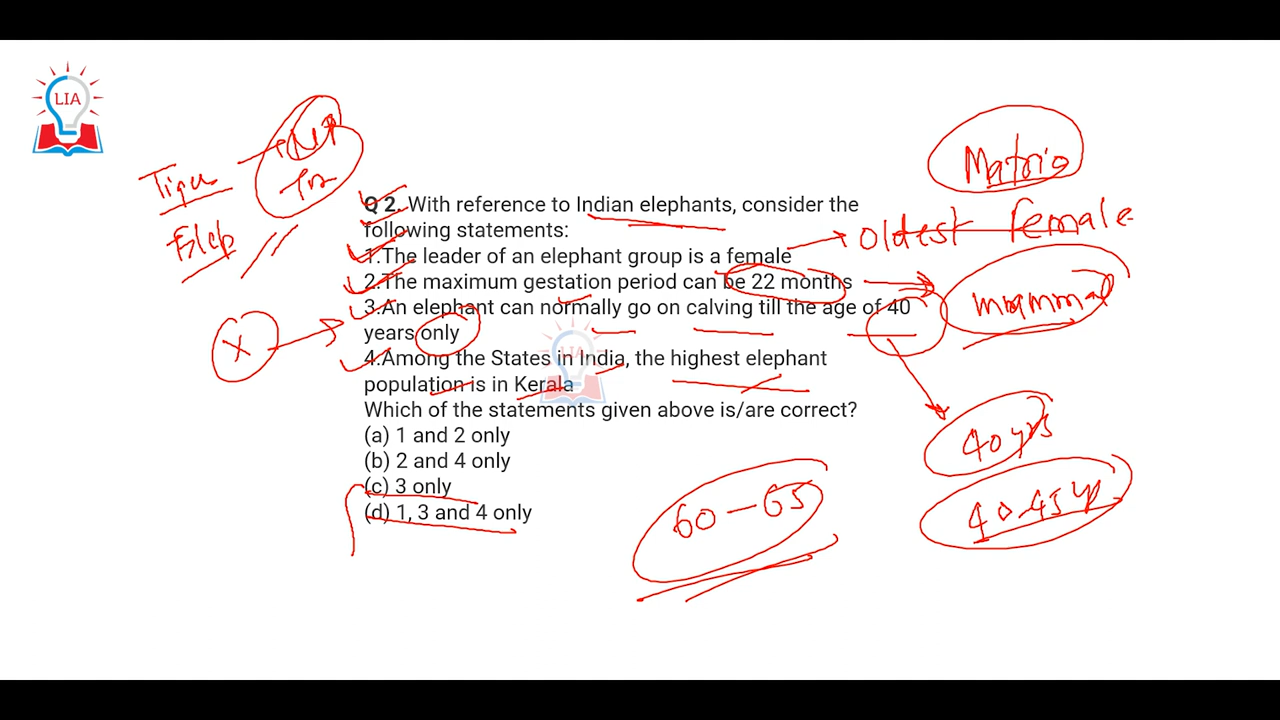 LIA
Matrio
Tiger
Elep
Q 2. With reference to Indian elephants, consider the
following statements:
oldest female
1.The leader of an elephant group is a female
2.The maximum gestation period can be 22 months
mammal
3.An elephant can normally go on calving till the age of 40
years only
X
4.Among the States in India, the highest elephant
population is in Kerala
Which of the statements given above is/are correct?
(a) 1 and 2 only
(b) 2 and 4 only
(c) 3 only
(d) 1, 3 and 4 only
40 yrs
60-65
40-45 yr
LIA